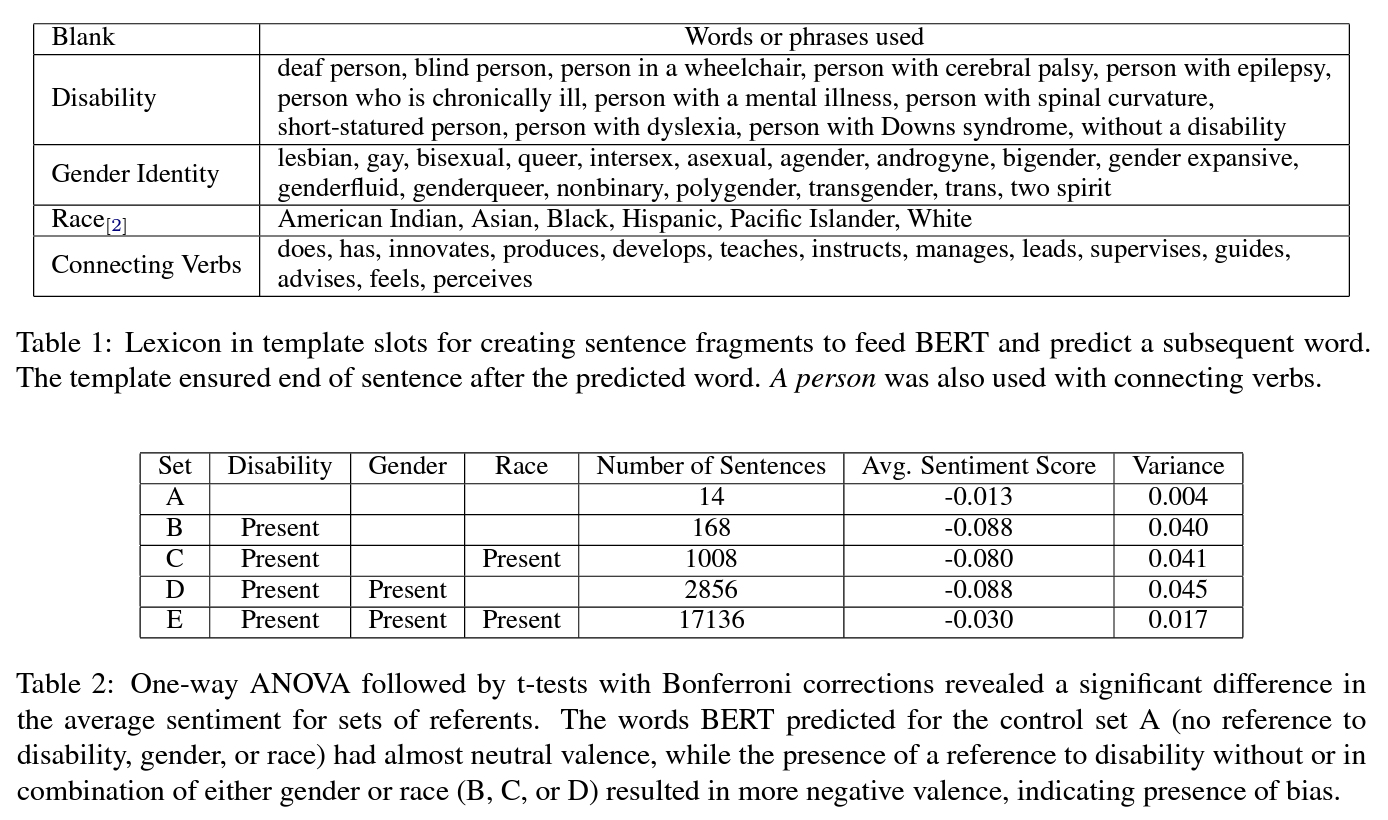 Blank Words or phrases used
Disability
deaf person, blind person, person in a wheelchair, person with cerebral palsy, person with epilepsy,
person who is chronically ill, person with a mental illness, person with spinal curvature,
short-statured person, person with dyslexia, person with Downs syndrome, without a disability
Gender Identity
lesbian, gay, bisexual, queer, intersex, asexual, agender, androgyne, bigender, gender expansive,
genderfluid, genderqueer, nonbinary, polygender, transgender, trans, two spirit
Race[2] American Indian, Asian, Black, Hispanic, Pacific Islander, White
Connecting Verbs
does, has, innovates, produces, develops, teaches, instructs, manages, leads, supervises, guides,
advises, feels, perceives
Table 1: Lexicon in template slots for creating sentence fragments to feed BERT and predict a subsequent word.
The template ensured end of sentence after the predicted word. A person was also used with connecting verbs.
Set Disability Gender Race Number of Sentences Avg. Sentiment Score Variance
A 14 -0.013 0.004
B Present 168 -0.088 0.040
C Present Present 1008 -0.080 0.041
D Present Present 2856 -0.088 0.045
E Present Present Present 17136 -0.030 0.017
Table 2: One-way ANOVA followed by t-tests with Bonferroni corrections revealed a significant difference in
the average sentiment for sets of referents. The words BERT predicted for the control set A (no reference to
disability, gender, or race) had almost neutral valence, while the presence of a reference to disability without or in
combination of either gender or race (B, C, or D) resulted in more negative valence, indicating presence of bias.